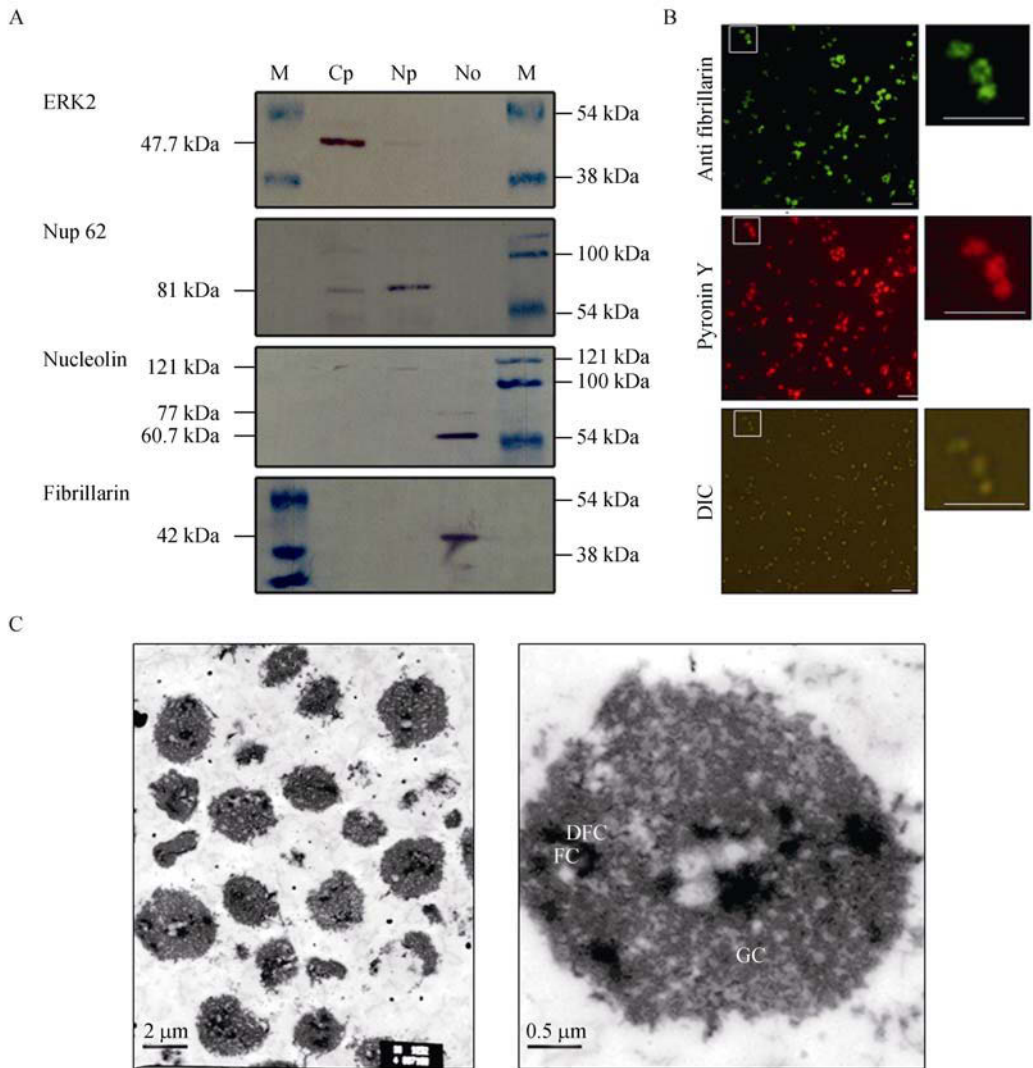 A
M Cp Np No M
ERK2
54 kDa
47.7 kDa
38 kDa
Nup 62
100 kDa
81 kDa
54 kDa
Nucleolin
121 kDa
121 kDa
100 kDa
77 kDa
60.7 kDa
54 kDa
Fibrillarin
54 kDa
42 kDa
38 kDa
B
Anti fibrillarin
Pyronin Y
DIC
C
2 μm
DFC
FC
GC
0.5 μm